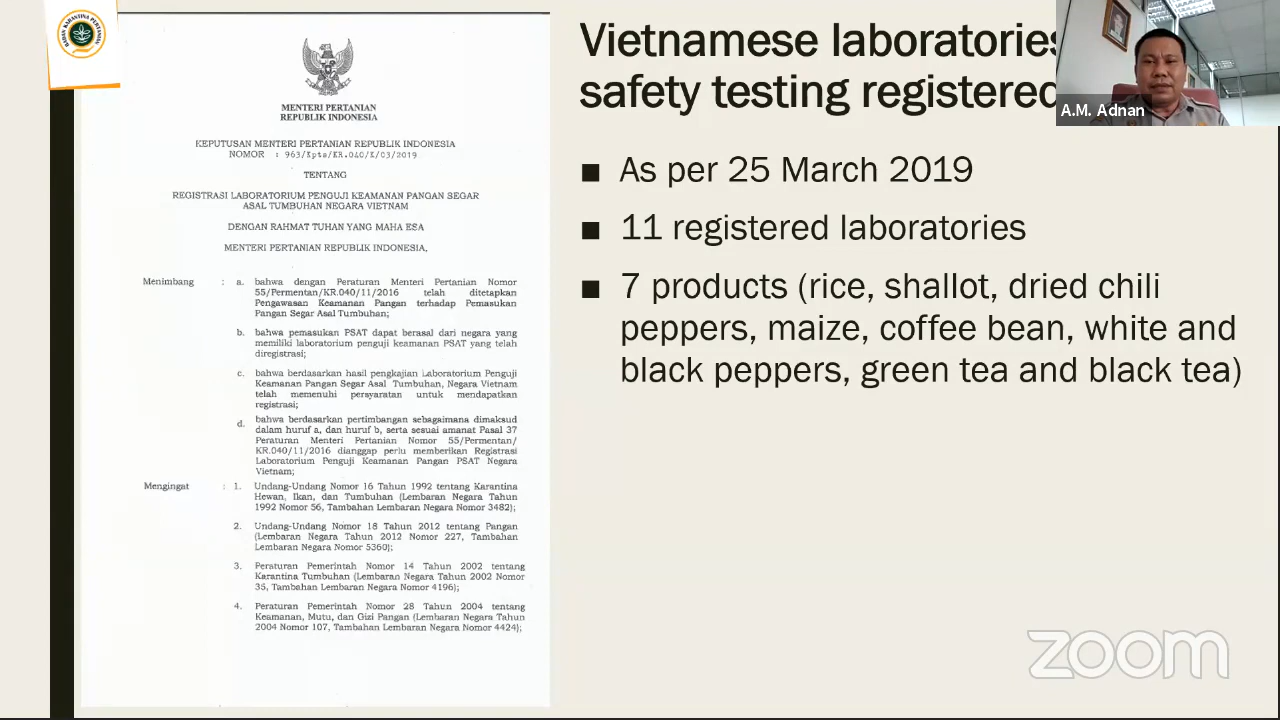 BADAN KARANTINA PERTANIAN
MENTERI PERTANIAN
REPUBLIK INDONESIA
KEPUTUSAN MENTERI PERTANIAN REPUBLIK INDONESIA
NOMOR : 963/Kpts/KR.040/K/03/2019
TENTANG
REGISTRASI LABORATORIUM PENGUJI KEAMANAN PANGAN SEGAR
ASAL TUMBUHAN NEGARA VIETNAM
DENGAN RAHMAT TUHAN YANG MAHA ESA
MENTERI PERTANIAN REPUBLIK INDONESIA,
Menimbang : a. bahwa dengan Peraturan Menteri Pertanian Nomor
55/Permentan/KR.040/11/2016 telah ditetapkan
Pengawasan Keamanan Pangan terhadap Pemasukan
Pangan Segar Asal Tumbuhan;
b. bahwa pemasukan PSAT dapat berasal dari negara yang
memiliki laboratorium penguji keamanan PSAT yang telah
diregistrasi;
c. bahwa berdasarkan hasil pengkajian Laboratorium Penguji
Keamanan Pangan Segar Asal Tumbuhan, Negara Vietnam
telah memenuhi persyaratan untuk mendapatkan
registrasi;
d. bahwa berdasarkan pertimbangan sebagaimana dimaksud
dalam huruf a, dan huruf b, serta sesuai amanat Pasal 37
Peraturan Menteri Pertanian Nomor 55/Permentan/
KR.040/11/2016 dianggap perlu memberikan Registrasi
Laboratorium Penguji Keamanan Pangan PSAT Negara
Vietnam;
Mengingat : 1. Undang-Undang Nomor 16 Tahun 1992 tentang Karantina
Hewan, Ikan, dan Tumbuhan (Lembaran Negara Tahun
1992 Nomor 56, Tambahan Lembaran Negara Nomor 3482);
2. Undang-Undang Nomor 18 Tahun 2012 tentang Pangan
(Lembaran Negara Tahun 2012 Nomor 227, Tambahan
Lembaran Negara Nomor 5360);
3. Peraturan Pemerintah Nomor 14 Tahun 2002 tentang
Karantina Tumbuhan (Lembaran Negara Tahun 2002 Nomor
35, Tambahan Lembaran Negara Nomor 4196);
4. Peraturan Pemerintah Nomor 28 Tahun 2004 tentang
Keamanan, Mutu, dan Gizi Pangan (Lembaran Negara Tahun
2004 Nomor 107, Tambahan Lembaran Negara Nomor 4424);
Vietnamese laboratories
safety testing registered
■ As per 25 March 2019
■ 11 registered laboratories
■ 7 products (rice, shallot, dried chili
peppers, maize, coffee bean, white and
black peppers, green tea and black tea)
A.M. Adnan
zoom